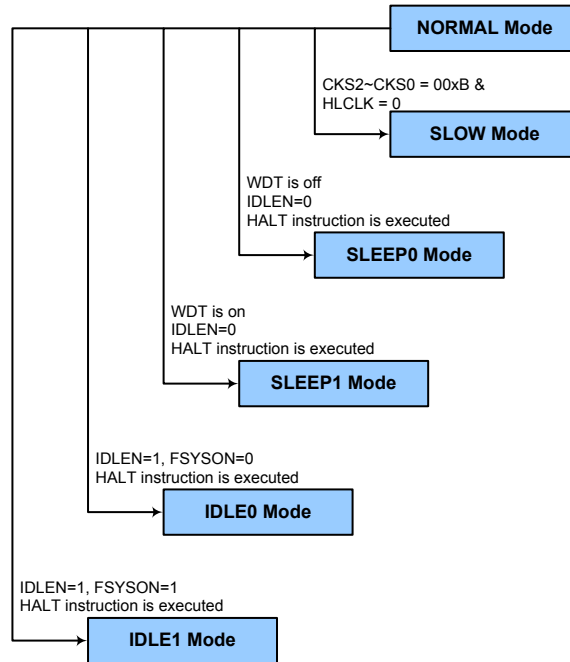 NORMAL Mode
CKS2~CKS0 = 00xB &
HLCLK = 0
SLOW Mode
WDT is off
IDLEN=0
HALT instruction is executed
SLEEP0 Mode
WDT is on
IDLEN=0
HALT instruction is executed
SLEEP1 Mode
IDLEN=1, FSYSON=0
HALT instruction is executed
IDLE0 Mode
IDLEN=1, FSYSON=1
HALT instruction is executed
IDLE1 Mode